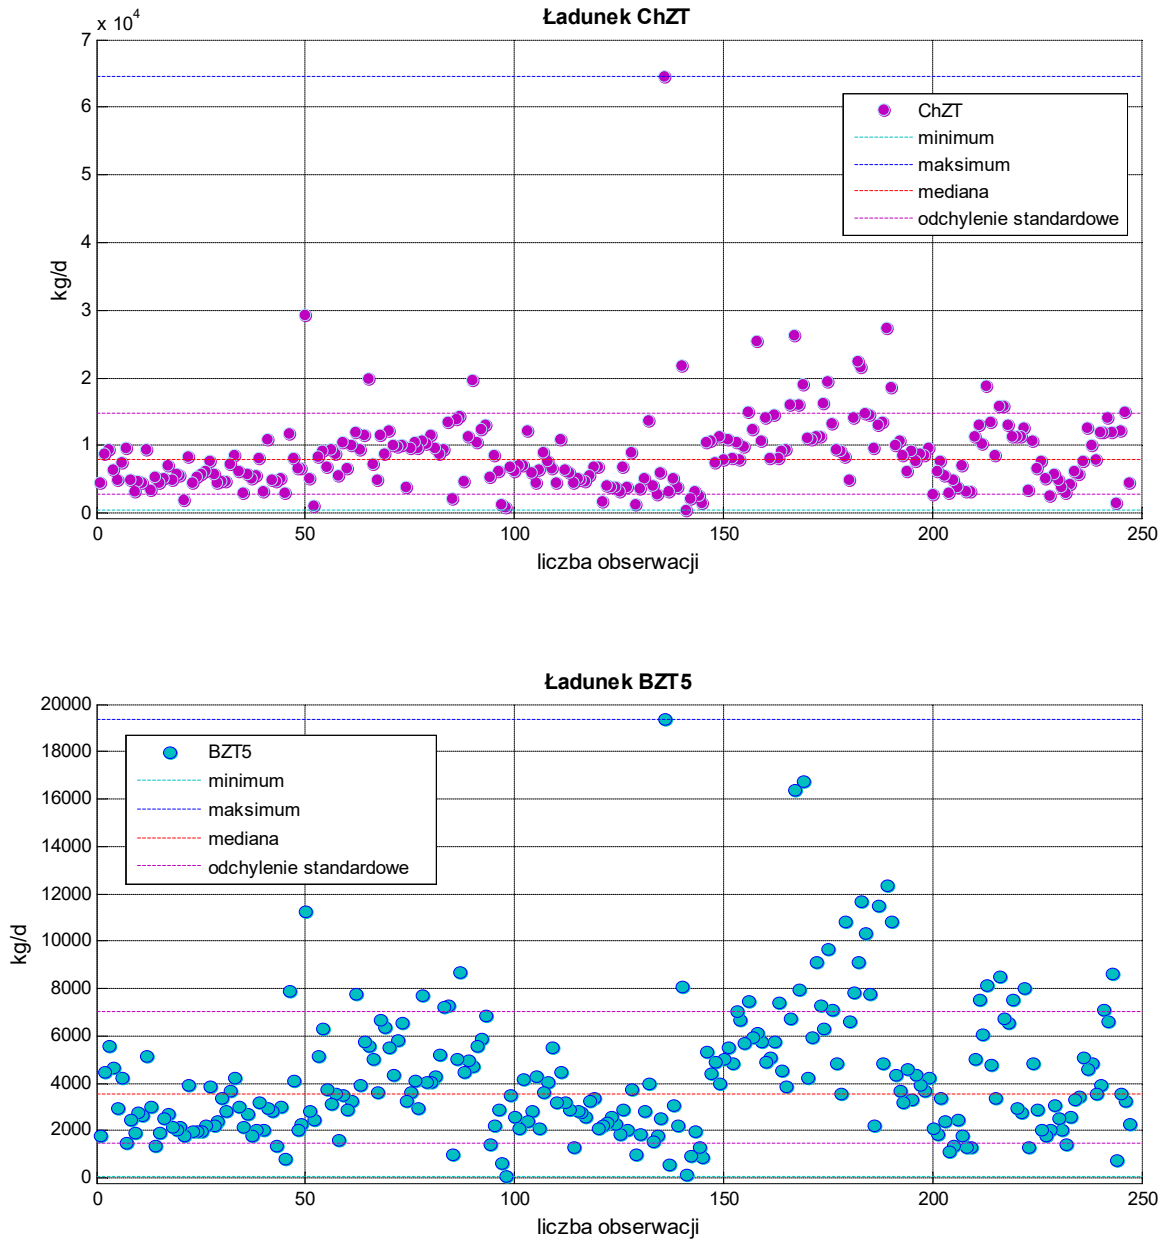 Ładunek ChZT
x 10^4
7
6
5
4
3
2
1
0
kg/d
ChZT
minimum
maksimum
mediana
odchylenie standardowe
0 50 100 150 200 250
liczba obserwacji
Ładunek BZT5
20000
18000
16000
14000
12000
10000
8000
6000
4000
2000
0
kg/d
BZT5
minimum
maksimum
mediana
odchylenie standardowe
0 50 100 150 200 250
liczba obserwacji